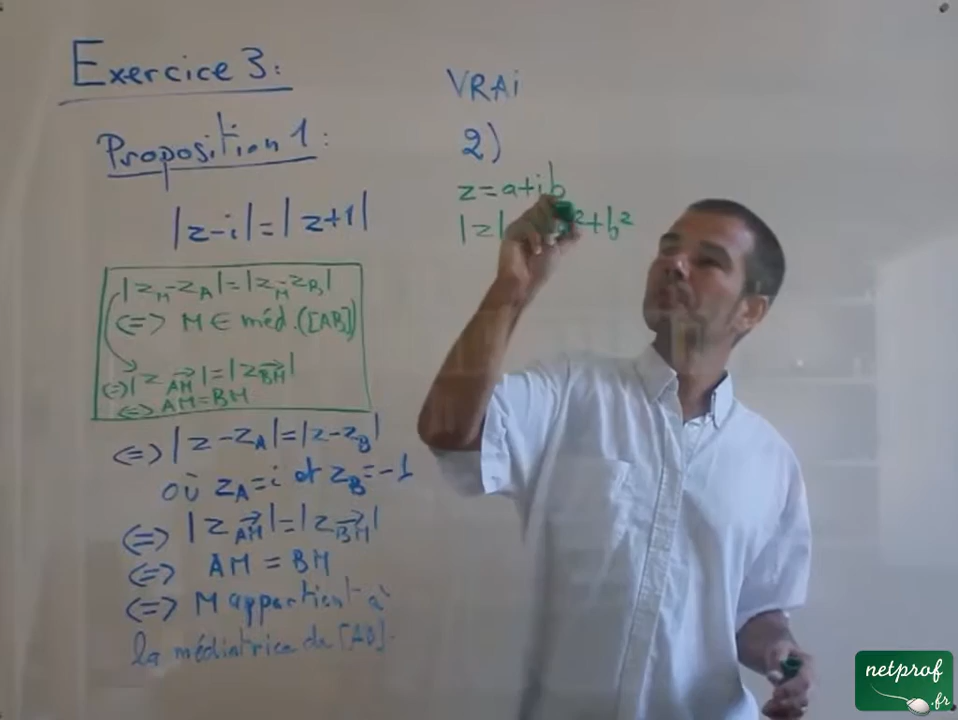 Exercice 3:
Proposition 1:
|z-i|=|z+1|
|z_M-z_A|=|z_M-z_B|
<=> M ∈ méd.([AB])
<=> |z_AM→|=|z_BM→|
<=> AM=BM
<=> |z-z_A|=|z-z_B|
où z_A=i et z_B=-1
<=> |z_AM→|=|z_BM→|
<=> AM = BM
<=> M appartient à
la médiatrice de [AB].
VRAi
2)
z=a+ib
|z| ²+b²
netprof
.fr